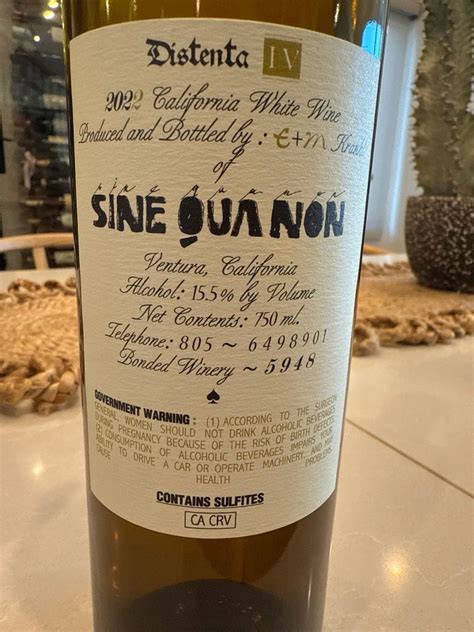 Distenta IV
2022 California White Wine
Produced and Bottled by: E+M
of
SINE QUA NON
SINE QUA NON
Ventura, California
Alcohol: 15.5% by Volume
Net Contents: 750 ml.
Telephone: 805 ~ 6498901
Bonded Winery ~ 5948
GOVERNMENT WARNING: (1) ACCORDING TO THE SURGEON
GENERAL, WOMEN SHOULD NOT DRINK ALCOHOLIC BEVERAGES
DURING PREGNANCY BECAUSE OF THE RISK OF BIRTH DEFECTS.
(2) CONSUMPTION OF ALCOHOLIC BEVERAGES IMPAIRS YOUR
ABILITY TO DRIVE A CAR OR OPERATE MACHINERY, AND MAY
CAUSE HEALTH PROBLEMS.
CONTAINS SULFITES
CA CRV